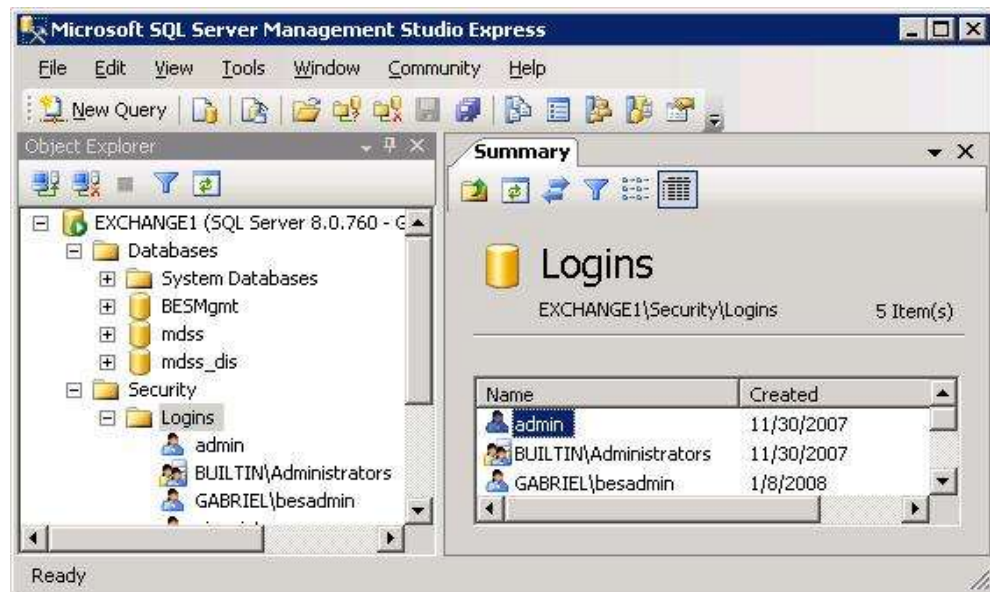 Microsoft SQL Server Management Studio Express
File Edit View Tools Window Community Help
New Query
Object Explorer
EXCHANGE1 (SQL Server 8.0.760 - G
Databases
System Databases
BESMgmt
mdss
mdss_dis
Security
Logins
admin
BUILTIN\Administrators
GABRIEL\besadmin
Summary
Logins
EXCHANGE1\Security\Logins 5 Item(s)
Name Created
admin 11/30/2007
BUILTIN\Administrators 11/30/2007
GABRIEL\besadmin 1/8/2008
Ready